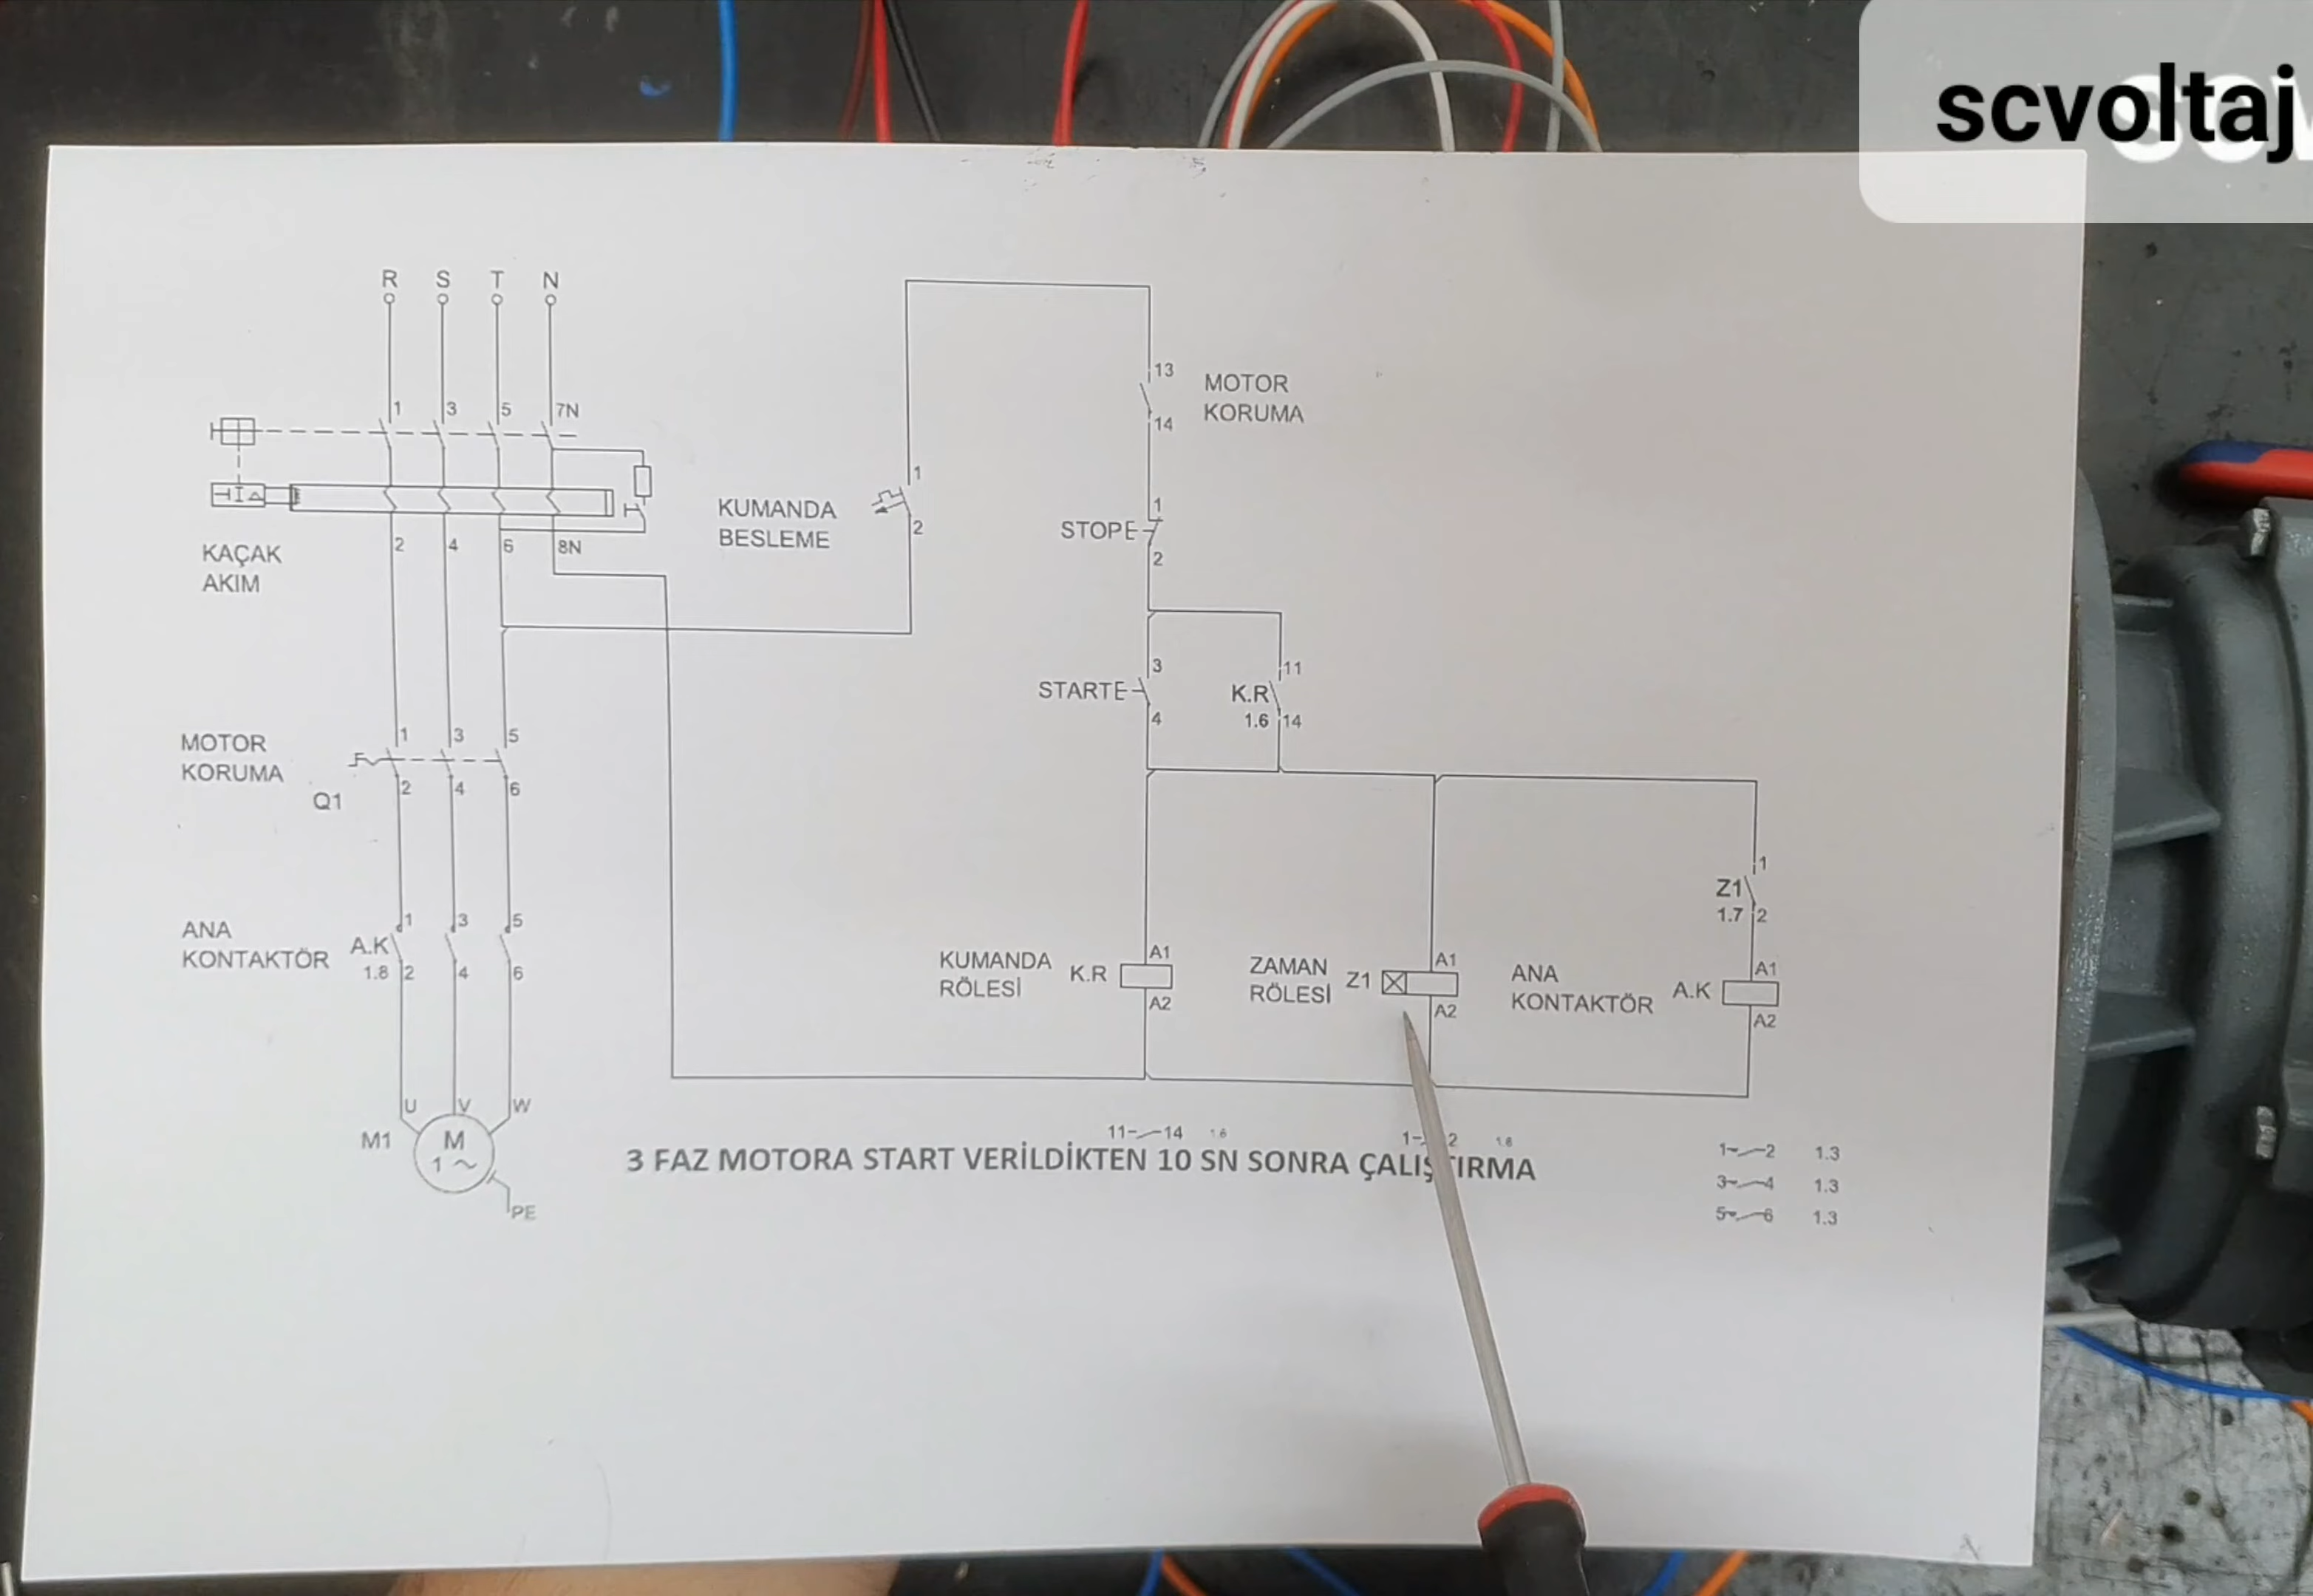 scvoltaj
R S T N
1 3 5 7N
KAÇAK
AKIM
2 4 6 8N
KUMANDA
BESLEME
1
2
13
14
MOTOR
KORUMA
1
STOPE
2
3
STARTE
4
11
K.R
1.6 14
MOTOR
KORUMA
Q1
1 3 5
2 4 6
ANA
KONTAKTÖR
A.K
1.8
1 3 5
2 4 6
U V W
M1
M
1 ~
PE
KUMANDA
RÖLESİ
K.R
A1
A2
ZAMAN
RÖLESİ
Z1
A1
A2
1
Z1
1.7 2
ANA
KONTAKTÖR
A.K
A1
A2
11 14 1.6
1 2 1.8
3 FAZ MOTORA START VERİLDİKTEN 10 SN SONRA
1 2 1.3
3 4 1.3
5 6 1.3